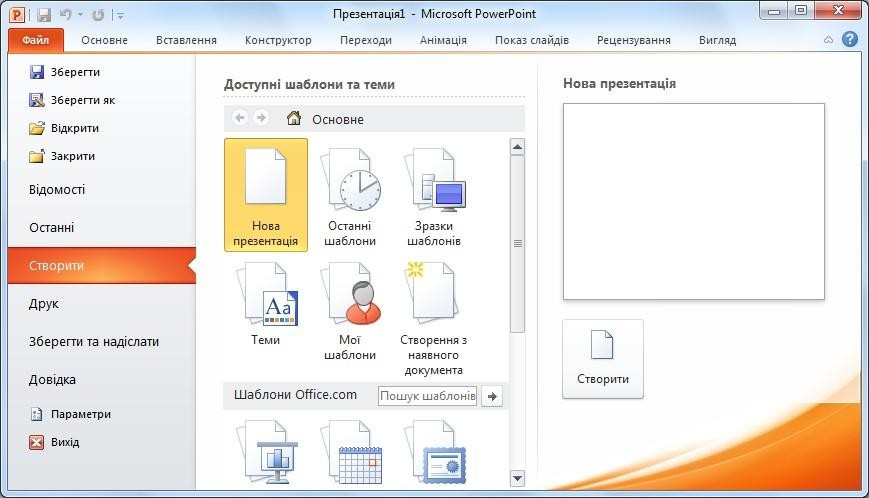 Презентація1 - Microsoft PowerPoint
Файл Основне Вставлення Конструктор Переходи Анімація Показ слайдів Рецензування Вигляд
Зберегти
Зберегти як
Відкрити
Закрити
Відомості
Останні
Створити
Друк
Зберегти та надіслати
Довідка
Параметри
Вихід
Доступні шаблони та теми
Основне
Нова
презентація
Останні
шаблони
Зразки
шаблонів
Теми
Мої
шаблони
Створення з
наявного
документа
Шаблони Office.com
Пошук шаблонів
Нова презентація
Створити